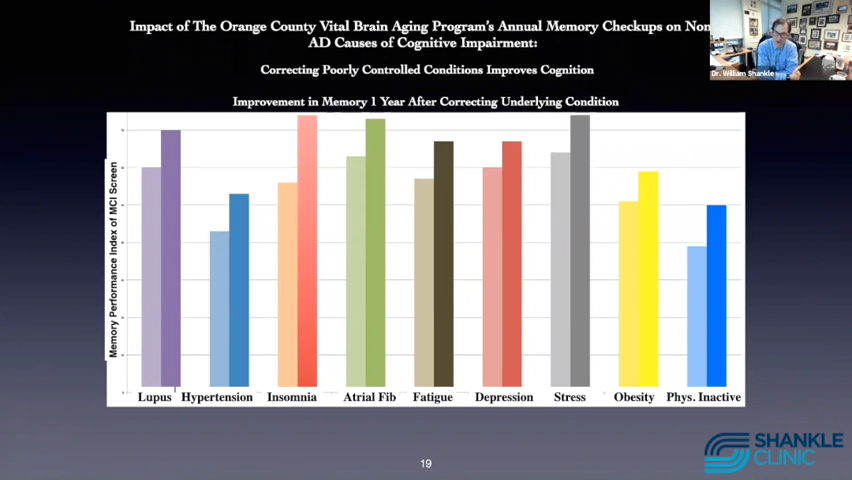 Impact of The Orange County Vital Brain Aging Program's Annual Memory Checkups on Non
AD Causes of Cognitive Impairment:
Dr. William Shankle
Correcting Poorly Controlled Conditions Improves Cognition
Improvement in Memory 1 Year After Correcting Underlying Condition
Memory Performance Index of MCI Screen
Lupus Hypertension Insomnia Atrial Fib Fatigue Depression Stress Obesity Phys. Inactive
SHANKLE
CLINIC
19